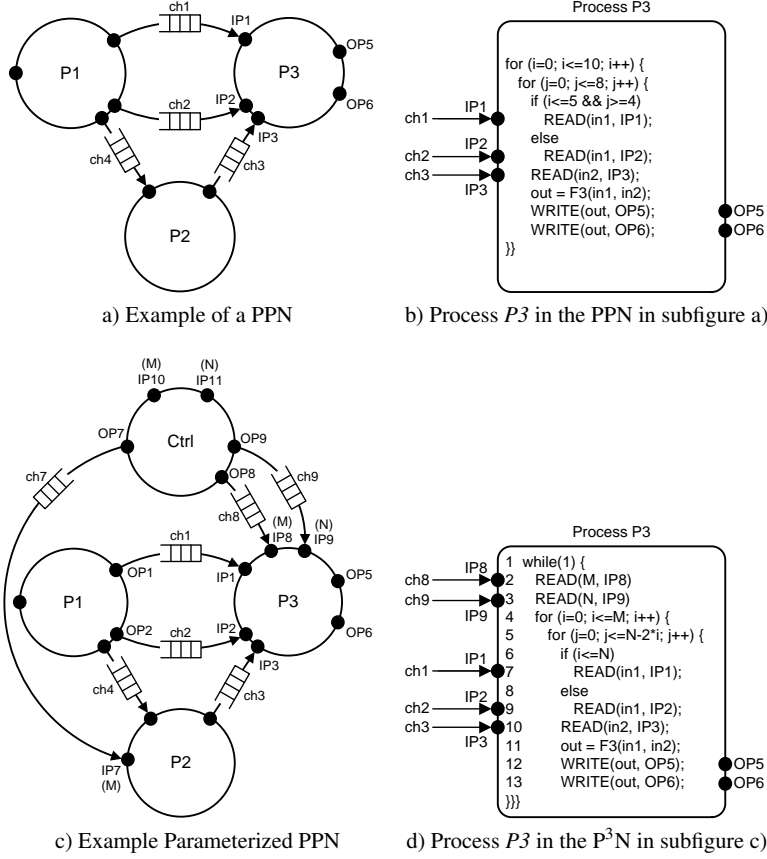 ch1
IP1
OP5
P1
P3
IP2
OP6
ch2
IP3
ch4
ch3
P2
a) Example of a PPN
Process P3
for (i=0; i<=10; i++) {
for (j=0; j<=8; j++) {
if (i<=5 && j>=4)
IP1
ch1
READ(in1, IP1);
else
IP2
ch2
READ(in1, IP2);
ch3
READ(in2, IP3);
IP3
out = F3(in1, in2);
WRITE(out, OP5);
OP5
WRITE(out, OP6);
OP6
}}
b) Process P3 in the PPN in subfigure a)
(M)
(N)
IP10
IP11
OP7
Ctrl
OP9
OP8
ch7
ch9
ch8
(M)
(N)
IP8
IP9
ch1
OP1
IP1
OP5
P1
P3
OP2
IP2
OP6
ch2
IP3
ch4
ch3
IP7
P2
(M)
c) Example Parameterized PPN
Process P3
1 while(1) {
IP8
ch8
2 READ(M, IP8)
ch9
3 READ(N, IP9)
IP9
4 for (i=0; i<=M; i++) {
5 for (j=0; j<=N-2*i; j++) {
6 if (i<=N)
IP1
ch1
7 READ(in1, IP1);
8 else
IP2
ch2
9 READ(in1, IP2);
ch3
10 READ(in2, IP3);
IP3
11 out = F3(in1, in2);
12 WRITE(out, OP5);
OP5
13 WRITE(out, OP6);
OP6
}}}
d) Process P3 in the P³N in subfigure c)